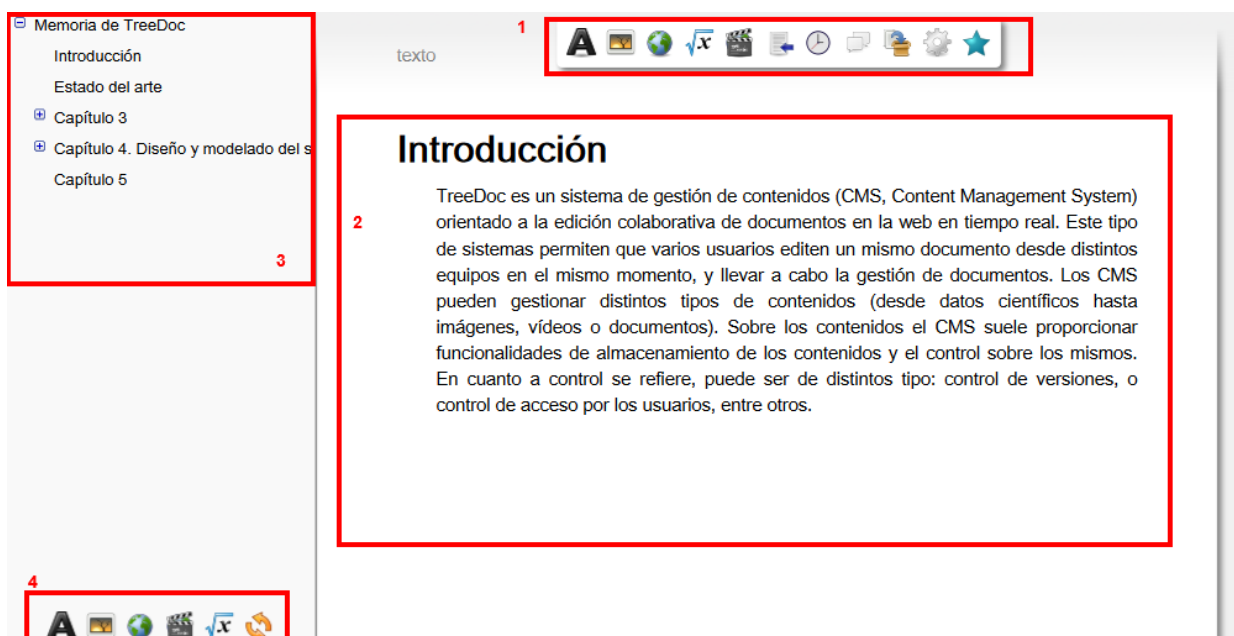 Memoria de TreeDoc
Introducción
Estado del arte
Capítulo 3
Capítulo 4. Diseño y modelado del s
Capítulo 5
3
1
texto
A
√x
Introducción
2
TreeDoc es un sistema de gestión de contenidos (CMS, Content Management System)
orientado a la edición colaborativa de documentos en la web en tiempo real. Este tipo
de sistemas permiten que varios usuarios editen un mismo documento desde distintos
equipos en el mismo momento, y llevar a cabo la gestión de documentos. Los CMS
pueden gestionar distintos tipos de contenidos (desde datos científicos hasta
imágenes, vídeos o documentos). Sobre los contenidos el CMS suele proporcionar
funcionalidades de almacenamiento de los contenidos y el control sobre los mismos.
En cuanto a control se refiere, puede ser de distintos tipo: control de versiones, o
control de acceso por los usuarios, entre otros.
4
A
√x